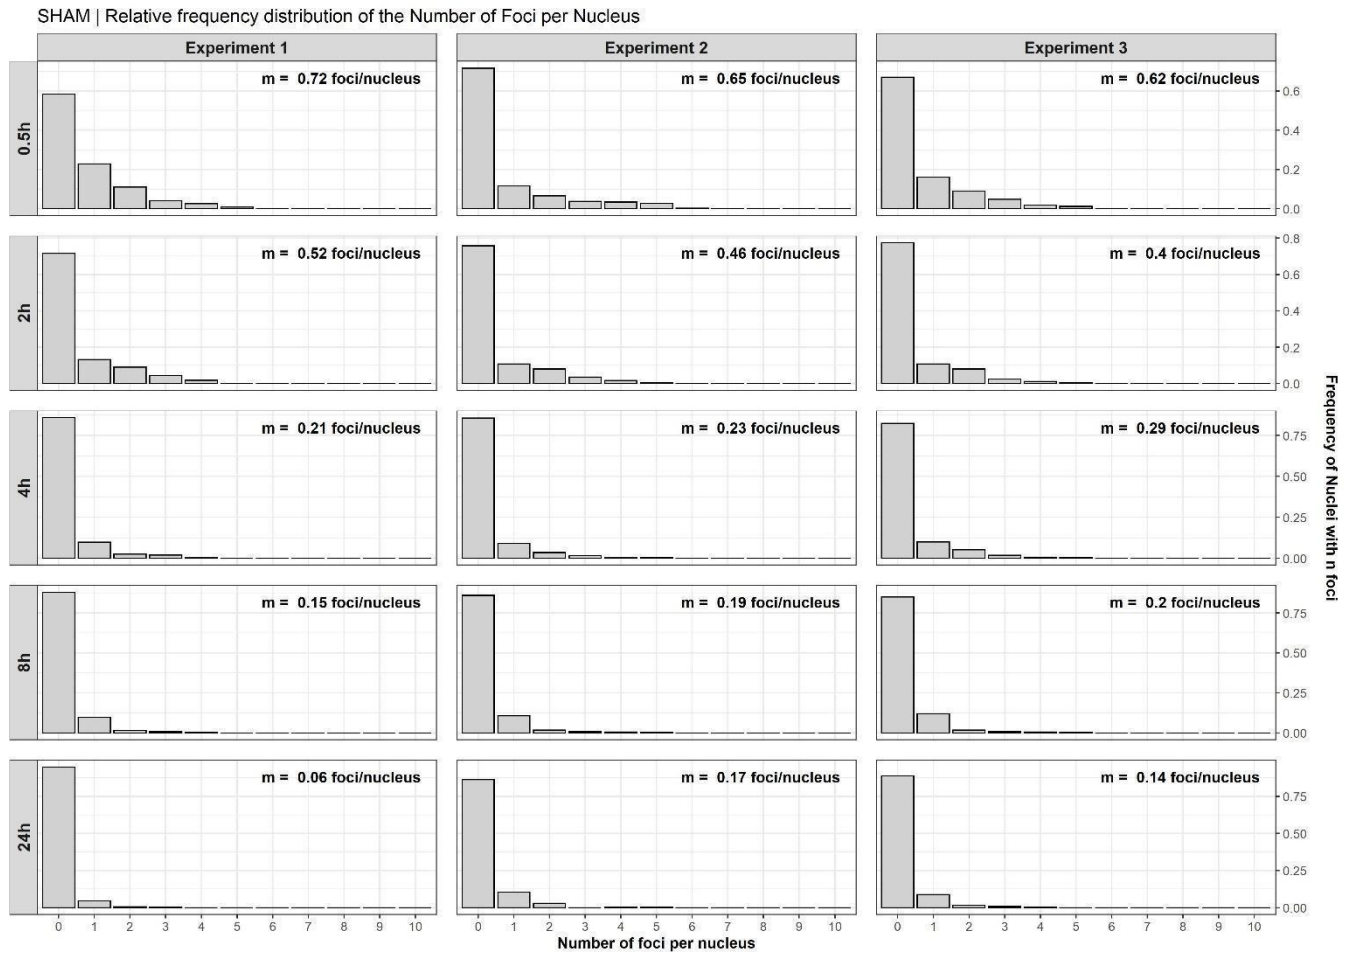 SHAM | Relative frequency distribution of the Number of Foci per Nucleus
Experiment 1
Experiment 2
Experiment 3
0.5h
m = 0.72 foci/nucleus
m = 0.65 foci/nucleus
m = 0.62 foci/nucleus
0.6
0.4
0.2
0.0
2h
m = 0.52 foci/nucleus
m = 0.46 foci/nucleus
m = 0.4 foci/nucleus
0.8
0.6
0.4
0.2
0.0
4h
m = 0.21 foci/nucleus
m = 0.23 foci/nucleus
m = 0.29 foci/nucleus
0.75
0.50
0.25
0.00
8h
m = 0.15 foci/nucleus
m = 0.19 foci/nucleus
m = 0.2 foci/nucleus
0.75
0.50
0.25
0.00
24h
m = 0.06 foci/nucleus
m = 0.17 foci/nucleus
m = 0.14 foci/nucleus
0.75
0.50
0.25
0.00
0 1 2 3 4 5 6 7 8 9 10
0 1 2 3 4 5 6 7 8 9 10
0 1 2 3 4 5 6 7 8 9 10
Number of foci per nucleus
Frequency of Nuclei with n foci